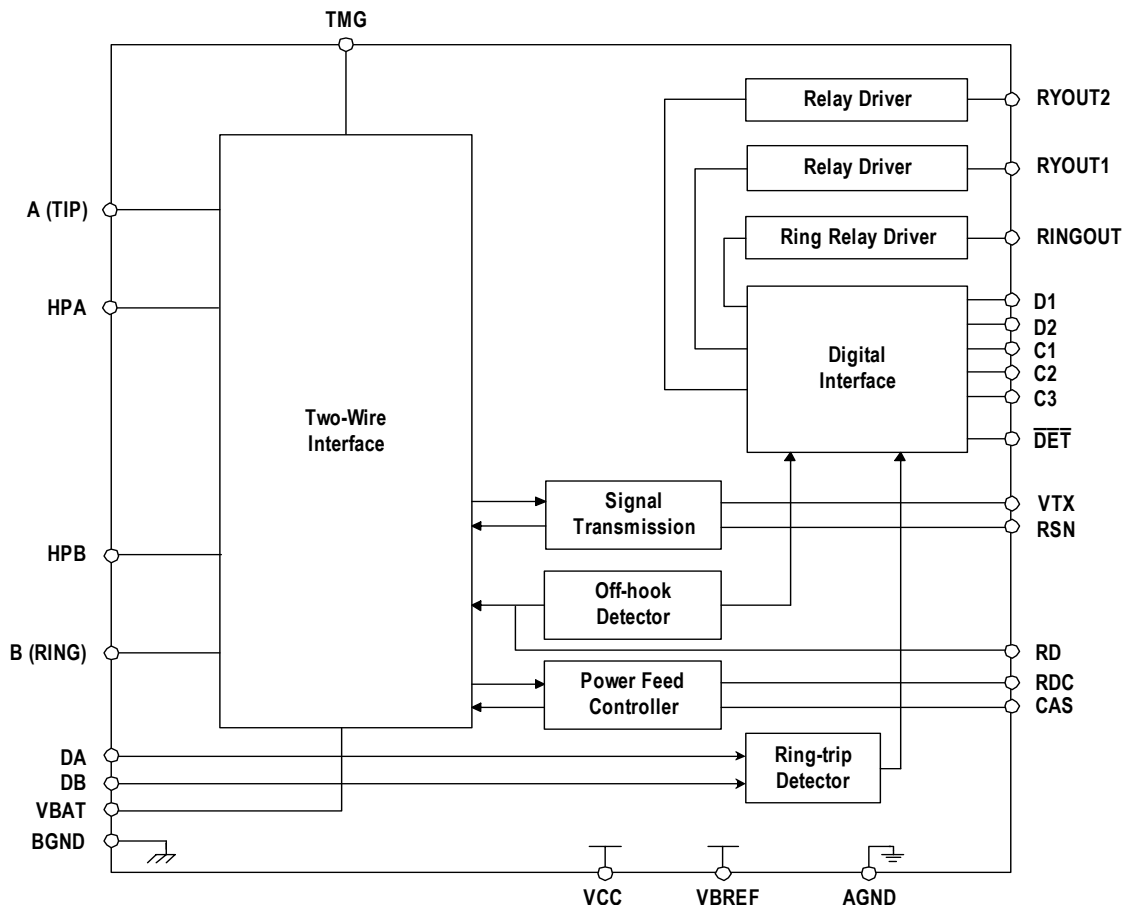 TMG
Relay Driver
RYOUT2
Relay Driver
RYOUT1
A (TIP)
Ring Relay Driver
RINGOUT
HPA
D1
D2
C1
C2
C3
D̅E̅T̅
Digital
Interface
Two-Wire
Interface
Signal
Transmission
VTX
RSN
HPB
Off-hook
Detector
B (RING)
RD
Power Feed
Controller
RDC
CAS
DA
DB
VBAT
BGND
Ring-trip
Detector
VCC
VBREF
AGND